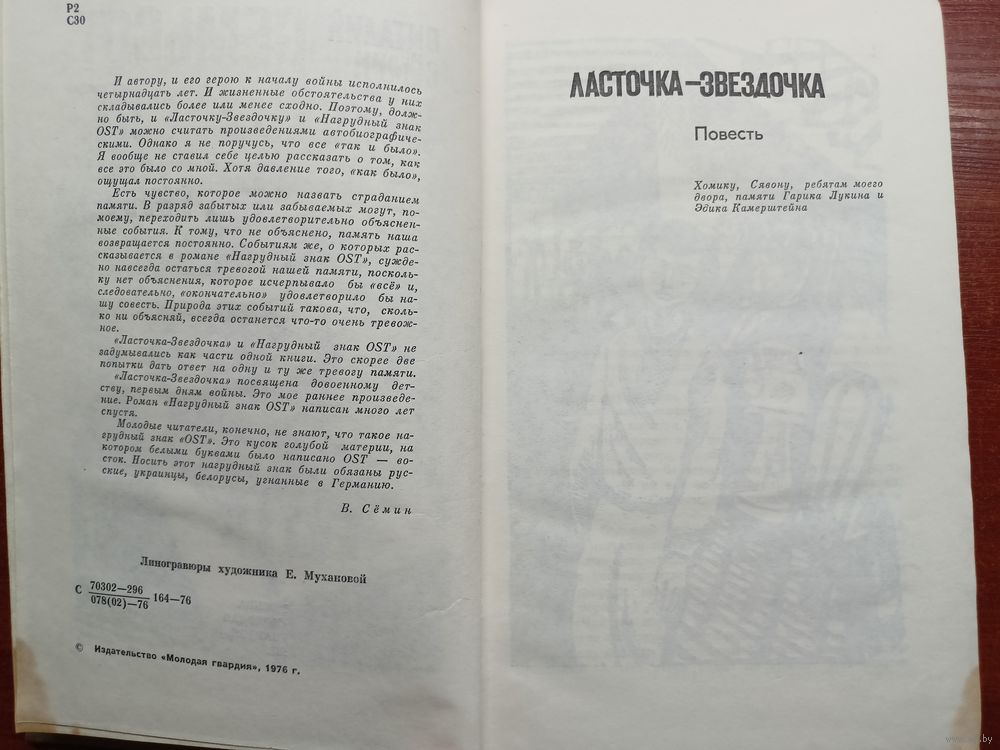 Р2
С30
И автору, и его герою к началу войны исполнилось
четырнадцать лет. И жизненные обстоятельства у них
складывались более или менее сходно. Поэтому, долж-
но быть, и «Ласточку-Звездочку» и «Нагрудный знак
OST» можно считать произведениями автобиографиче-
скими. Однако я не поручусь, что все «так и было».
Я вообще не ставил себе целью рассказать о том, как
все это было со мной. Хотя давление того, «как было»,
ощущал постоянно.
Есть чувство, которое можно назвать страданием
памяти. В разряд забытых или забываемых могут, по-
моему, переходить лишь удовлетворительно объяснен-
ные события. К тому, что не объяснено, память наша
возвращается постоянно. Событиям же, о которых рас-
сказывается в романе «Нагрудный знак OST», сужде-
но навсегда остаться тревогой нашей памяти, посколь-
ку нет объяснения, которое исчерпывало бы «всё» и,
следовательно, «окончательно» удовлетворило бы на-
шу совесть. Природа этих событий такова, что, сколь-
ко ни объясняй, всегда останется что-то очень тревож-
ное.
«Ласточка-Звездочка» и «Нагрудный знак OST» не
задумывались как части одной книги. Это скорее две
попытки дать ответ на одну и ту же тревогу памяти.
«Ласточка-Звездочка» посвящена довоенному дет-
ству, первым дням войны. Это мое раннее произведе-
ние. Роман «Нагрудный знак OST» написан много лет
спустя.
Молодые читатели, конечно, не знают, что такое на-
грудный знак «OST». Это кусок голубой материи, на
котором белыми буквами было написано OST — во-
сток. Носить этот нагрудный знак были обязаны рус-
ские, украинцы, белорусы, угнанные в Германию.
В. Сёмин
Линогравюры художника Е. Мухановой
С 70302—296
078(02)—76 164—76
© Издательство «Молодая гвардия», 1976 г.
ЛАСТОЧКА–ЗВЕЗДОЧКА
Повесть
Хомику, Сявону, ребятам моего
двора, памяти Гарика Лукина и
Эдика Камерштейна